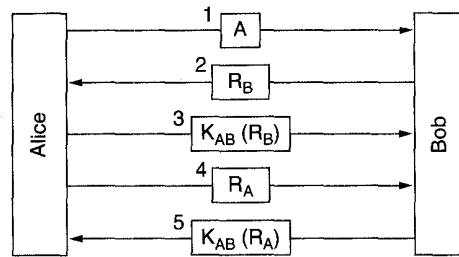 Alice
Bob
1 A
2 R_B
3 K_AB (R_B)
4 R_A
5 K_AB (R_A)